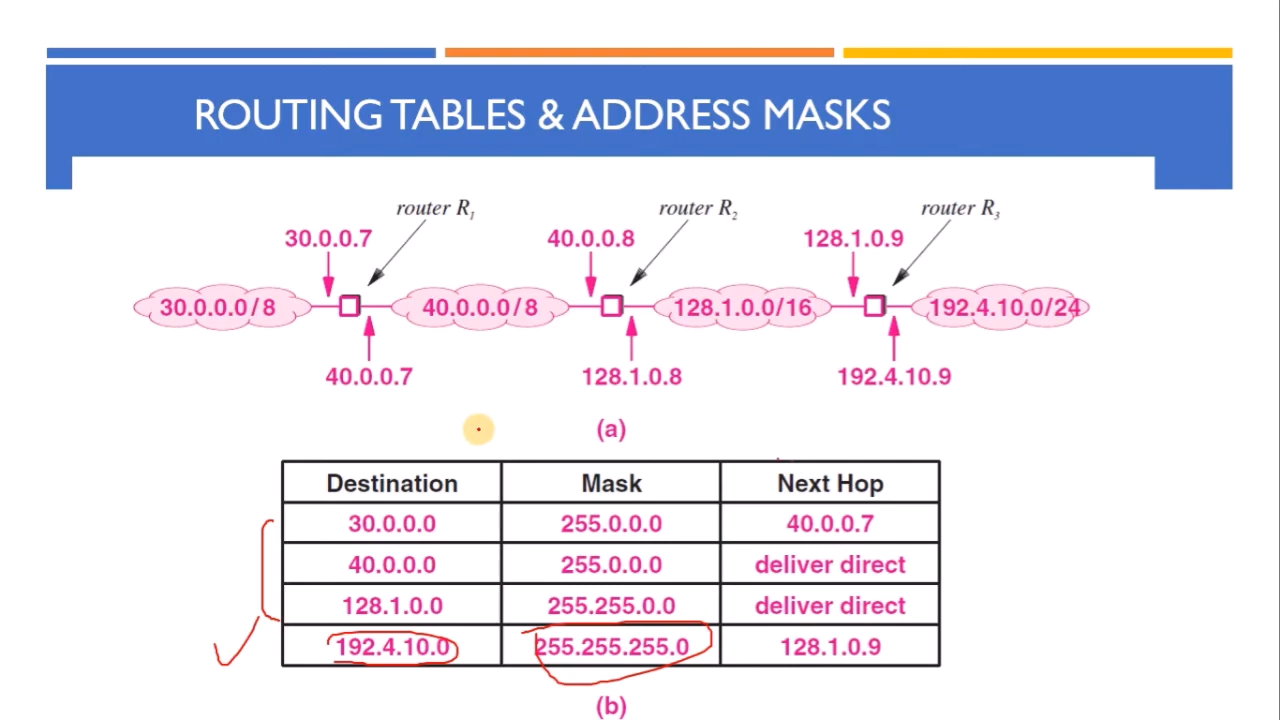 ROUTING TABLES & ADDRESS MASKS
router R1 router R2 router R3
30.0.0.7 40.0.0.8 128.1.0.9
30.0.0.0/8 40.0.0.0/8 128.1.0.0/16 192.4.10.0/24
40.0.0.7 128.1.0.8 192.4.10.9
(a)
Destination Mask Next Hop
30.0.0.0 255.0.0.0 40.0.0.7
40.0.0.0 255.0.0.0 deliver direct
128.1.0.0 255.255.0.0 deliver direct
192.4.10.0 255.255.255.0 128.1.0.9
(b)